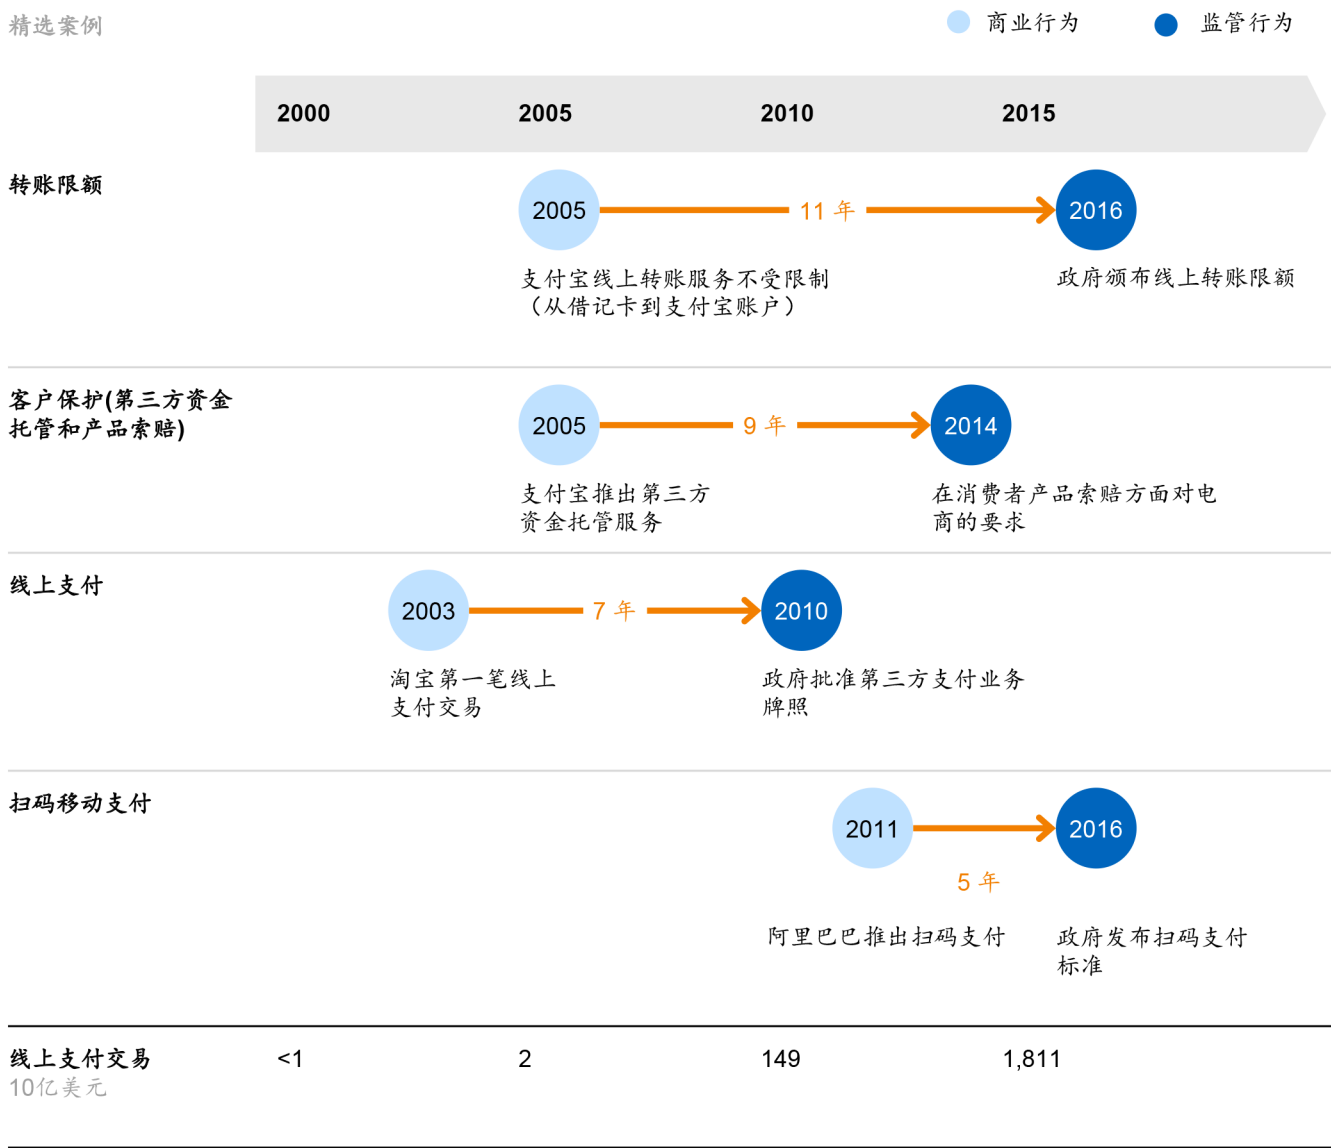 精选案例
商业行为
监管行为
2000
2005
2010
2015
转账限额
2005
11 年
2016
支付宝线上转账服务不受限制
（从借记卡到支付宝账户）
政府颁布线上转账限额
客户保护(第三方资金
托管和产品索赔)
2005
9 年
2014
支付宝推出第三方
资金托管服务
在消费者产品索赔方面对电
商的要求
线上支付
2003
7 年
2010
淘宝第一笔线上
支付交易
政府批准第三方支付业务
牌照
扫码移动支付
2011
2016
5 年
阿里巴巴推出扫码支付
政府发布扫码支付
标准
线上支付交易
10亿美元
<1
2
149
1,811